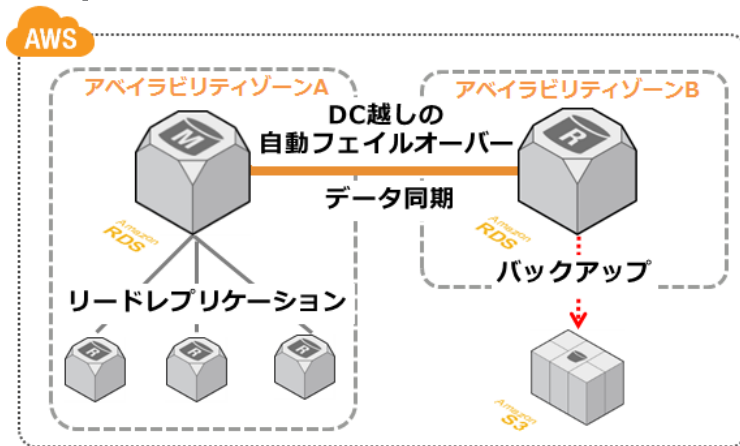 AWS
アベイラビリティゾーンA
アベイラビリティゾーンB
DC越しの
自動フェイルオーバー
データ同期
M
R
Amazon
RDS
Amazon
RDS
バックアップ
リードレプリケーション
R
R
R
Amazon
S3